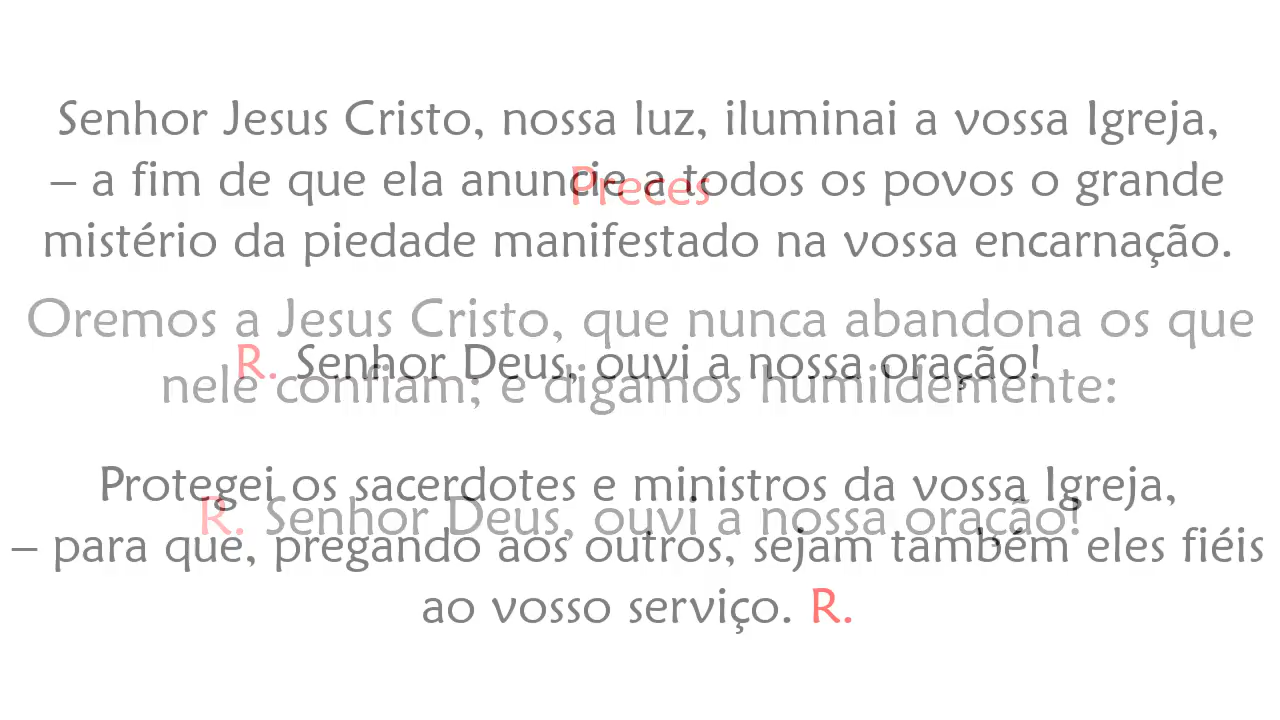 Senhor Jesus Cristo, nossa luz, iluminai a vossa Igreja,
– a fim de que ela anuncie a todos os povos o grande
Preces
mistério da piedade manifestado na vossa encarnação.
Oremos a Jesus Cristo, que nunca abandona os que
R. Senhor Deus, ouvi a nossa oração!
nele confiam; e digamos humildemente:
Protegei os sacerdotes e ministros da vossa Igreja,
R. Senhor Deus, ouvi a nossa oração!
– para que, pregando aos outros, sejam também eles fiéis
ao vosso serviço. R.